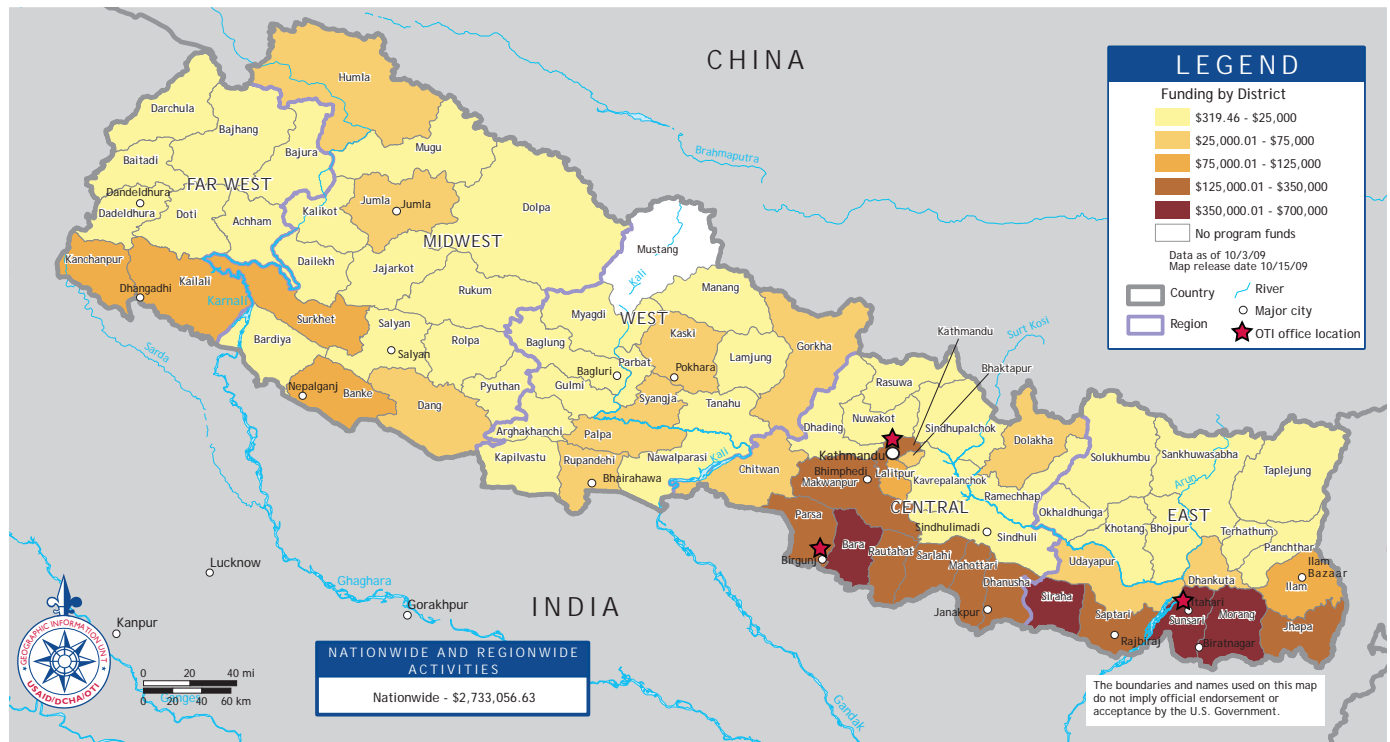 CHINA
LEGEND
Funding by District
$319.46 - $25,000
$25,000.01 - $75,000
$75,000.01 - $125,000
$125,000.01 - $350,000
$350,000.01 - $700,000
No program funds
Data as of 10/3/09
Map release date 10/15/09
Country
River
Major city
Region
OTI office location
Humla
Darchula
Bajhang
Baitadi
Bajura
Mugu
Brahmaputra
FAR WEST
Dandeldhura
Dadeldhura
Doti
Achham
Kalikot
Jumla
Jumla
Dolpa
MIDWEST
Kanchanpur
Kailali
Dhangadhi
Karnali
Dailekh
Jajarkot
Rukum
Surkhet
Salyan
Salyan
Rolpa
Bardiya
Nepalganj
Banke
Dang
Pyuthan
Sarda
Mustang
Kali
Manang
WEST
Myagdi
Baglung
Kaski
Parbat
Bagluri
Pokhara
Lamjung
Gorkha
Gulmi
Syangja
Tanahu
Arghakhanchi
Palpa
Kapilvastu
Rupandehi
Nawalparasi
Kali
Bhairahawa
Chitwan
Kathmandu
Surt Kosi
Bhaktapur
Rasuwa
Nuwakot
Dhading
Sindhupalchok
Dolakha
Kathmandu
Bhimphedi
Lalitpur
Makwanpur
Kavrepalanchok
Ramechhap
CENTRAL
Sindhulimadi
Sindhuli
Parsa
Bara
Birgunj
Rautahat
Sarlahi
Mahottari
Dhanusha
Janakpur
Solukhumbu
Sankhuwasabha
Taplejung
Arun
Okhaldhunga
Khotang
Bhojpur
EAST
Terhathum
Panchthar
Udayapur
Dhankuta
Ilam
Bazaar
Ilam
Siraha
Saptari
Rajbiraj
Itahari
Sunsari
Morang
Biratnagar
Jhapa
Lucknow
Ghaghara
Gorakhpur
INDIA
Kanpur
Ganges
Gandak
GEOGRAPHIC INFORMATION UNIT
USAID/DCHA/OTI
0 20 40 mi
0 20 40 60 km
NATIONWIDE AND REGIONWIDE
ACTIVITIES
Nationwide - $2,733,056.63
The boundaries and names used on this map
do not imply official endorsement or
acceptance by the U.S. Government.